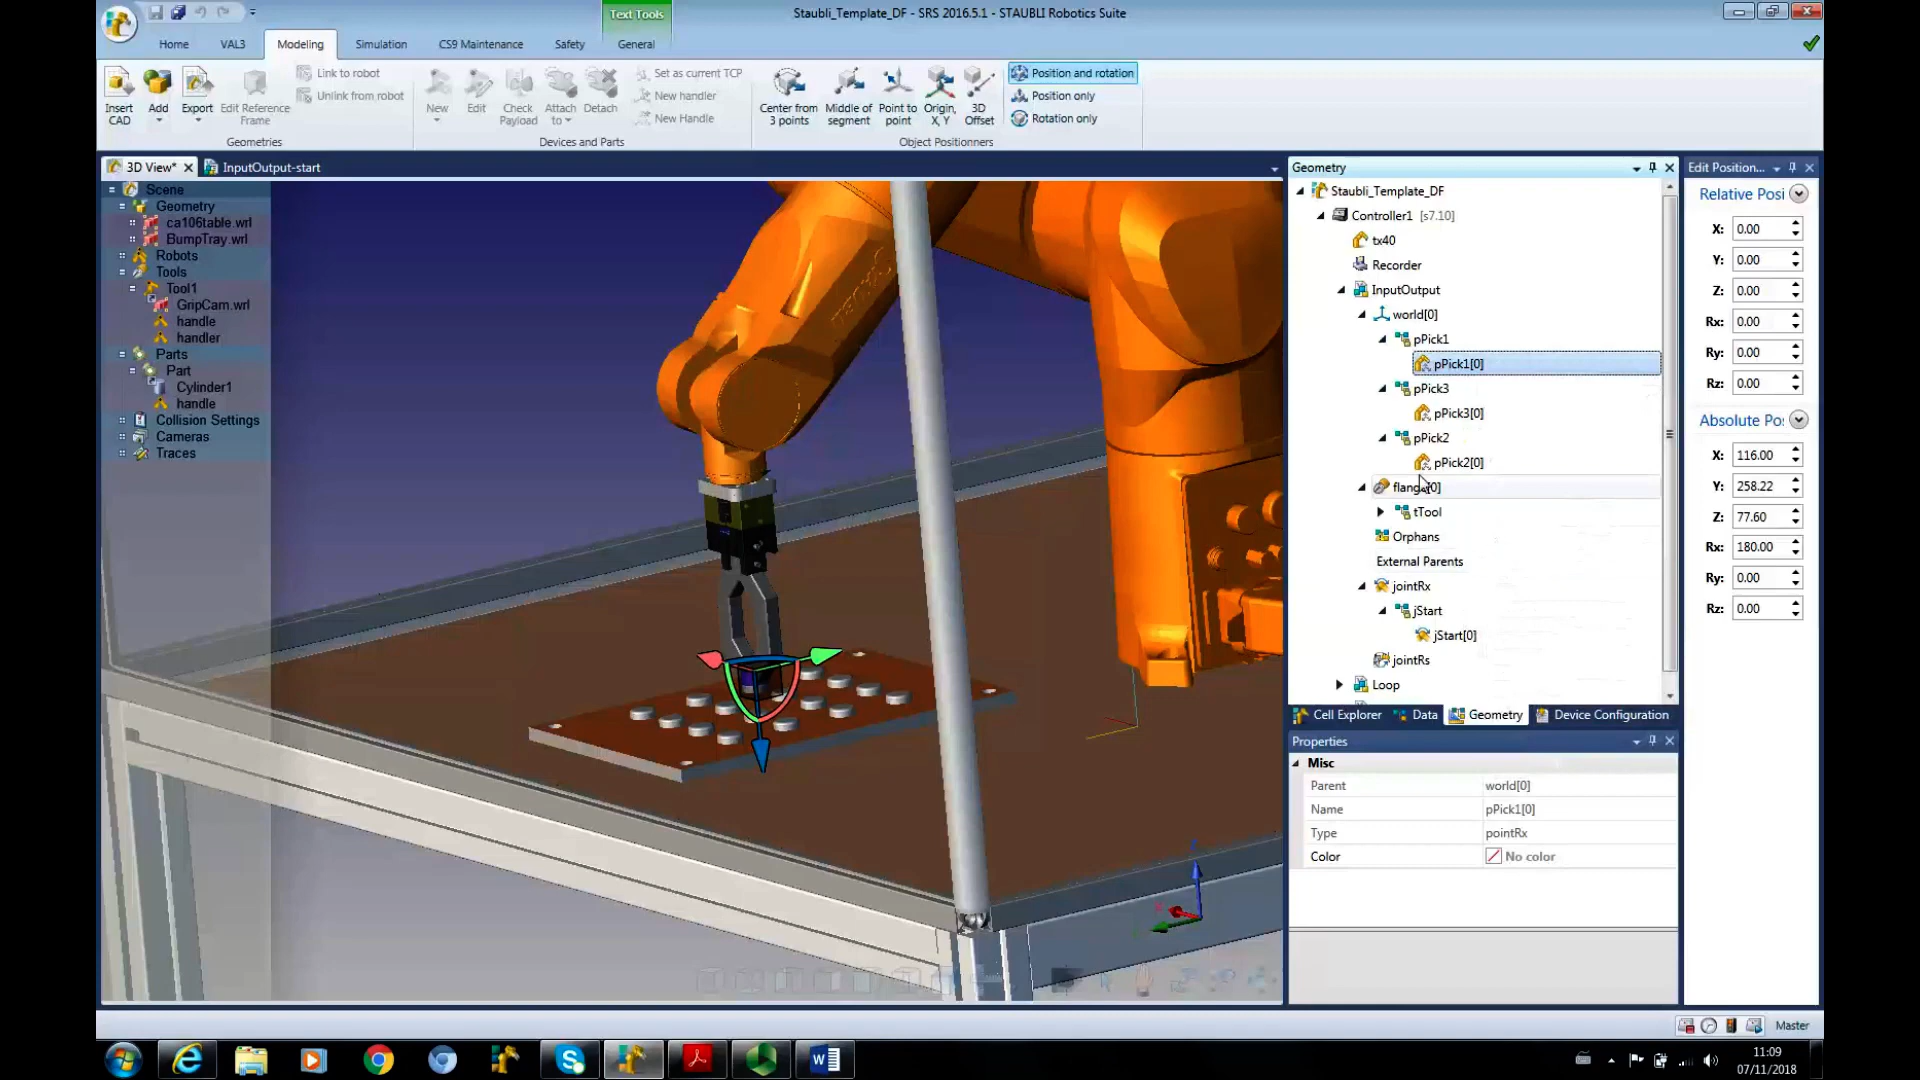 Text Tools
Staubli_Template_DF - SRS 2016.5.1 - STAUBLI Robotics Suite
Home VAL3 Modeling Simulation CS9 Maintenance Safety General
Insert CAD
Add
Export
Edit Reference Frame
Link to robot
Unlink from robot
Geometries
New
Edit
Check Payload
Attach to
Detach
Set as current TCP
New handler
New Handle
Devices and Parts
Center from 3 points
Middle of segment
Point to point
Origin, X, Y
3D Offset
Position and rotation
Position only
Rotation only
Object Positionners
3D View* InputOutput-start
Scene
Geometry
ca106table.wrl
BumpTray.wrl
Robots
Tools
Tool1
GripCam.wrl
handle
handler
Parts
Part
Cylinder1
handle
Collision Settings
Cameras
Traces
Geometry
Staubli_Template_DF
Controller1 [s7.10]
tx40
Recorder
InputOutput
world[0]
pPick1
pPick1[0]
pPick3
pPick3[0]
pPick2
pPick2[0]
flange[0]
tTool
Orphans
External Parents
jointRx
jStart
jStart[0]
jointRs
Loop
Cell Explorer Data Geometry Device Configuration
Properties
Misc
Parent world[0]
Name pPick1[0]
Type pointRx
Color No color
Edit Position...
Relative Posi
X: 0.00
Y: 0.00
Z: 0.00
Rx: 0.00
Ry: 0.00
Rz: 0.00
Absolute Po:
X: 116.00
Y: 258.22
Z: 77.60
Rx: 180.00
Ry: 0.00
Rz: 0.00
Master
11:09
07/11/2018